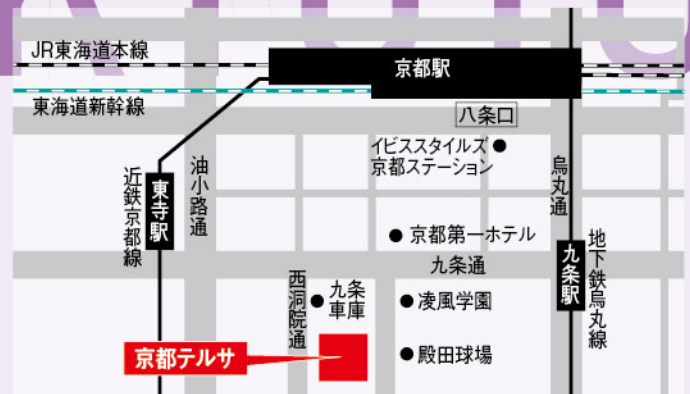 JR東海道本線
京都駅
東海道新幹線
八条口
イビススタイルズ
京都ステーション
油小路通
烏丸通
近鉄京都線
東寺駅
京都第一ホテル
九条通
地下鉄烏丸線
九条駅
西洞院通
九条
車庫
凌風学園
京都テルサ
殿田球場